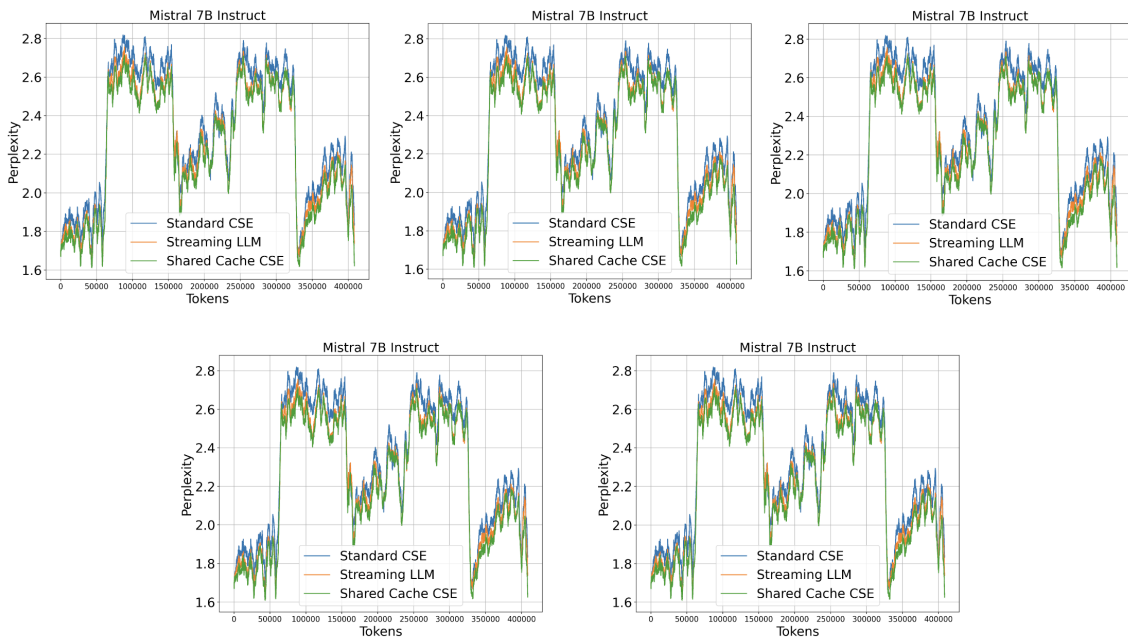 Mistral 7B Instruct
Perplexity
2.8
2.6
2.4
2.2
2.0
1.8
1.6
Standard CSE
Streaming LLM
Shared Cache CSE
0 50000 100000 150000 200000 250000 300000 350000 400000
Tokens
Mistral 7B Instruct
Perplexity
2.8
2.6
2.4
2.2
2.0
1.8
1.6
Standard CSE
Streaming LLM
Shared Cache CSE
0 50000 100000 150000 200000 250000 300000 350000 400000
Tokens
Mistral 7B Instruct
Perplexity
2.8
2.6
2.4
2.2
2.0
1.8
1.6
Standard CSE
Streaming LLM
Shared Cache CSE
0 50000 100000 150000 200000 250000 300000 350000 400000
Tokens
Mistral 7B Instruct
Perplexity
2.8
2.6
2.4
2.2
2.0
1.8
1.6
Standard CSE
Streaming LLM
Shared Cache CSE
0 50000 100000 150000 200000 250000 300000 350000 400000
Tokens
Mistral 7B Instruct
Perplexity
2.8
2.6
2.4
2.2
2.0
1.8
1.6
Standard CSE
Streaming LLM
Shared Cache CSE
0 50000 100000 150000 200000 250000 300000 350000 400000
Tokens